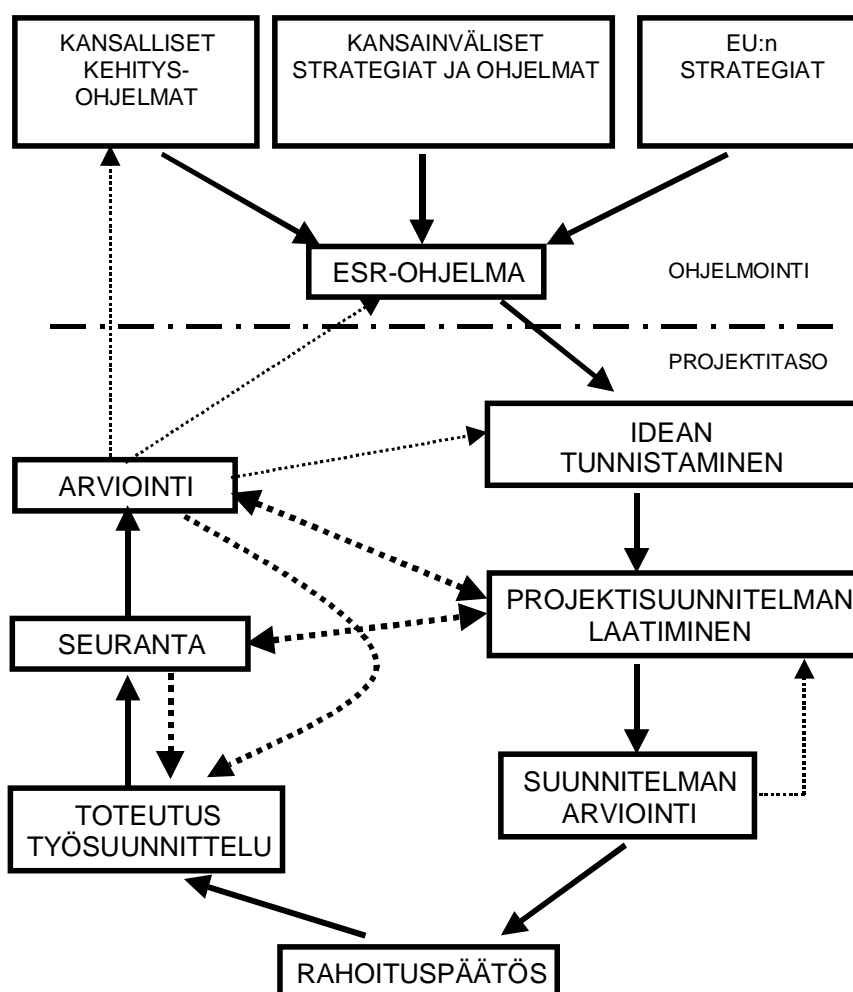 KANSALLISET
KEHITYS-
OHJELMAT
KANSAINVÄLISET
STRATEGIAT JA OHJELMAT
EU:n
STRATEGIAT
ESR-OHJELMA
OHJELMOINTI
PROJEKTITASO
IDEAN
TUNNISTAMINEN
ARVIOINTI
PROJEKTISUUNNITELMAN
LAATIMINEN
SEURANTA
SUUNNITELMAN
ARVIOINTI
TOTEUTUS
TYÖSUUNNITTELU
RAHOITUSPÄÄTÖS